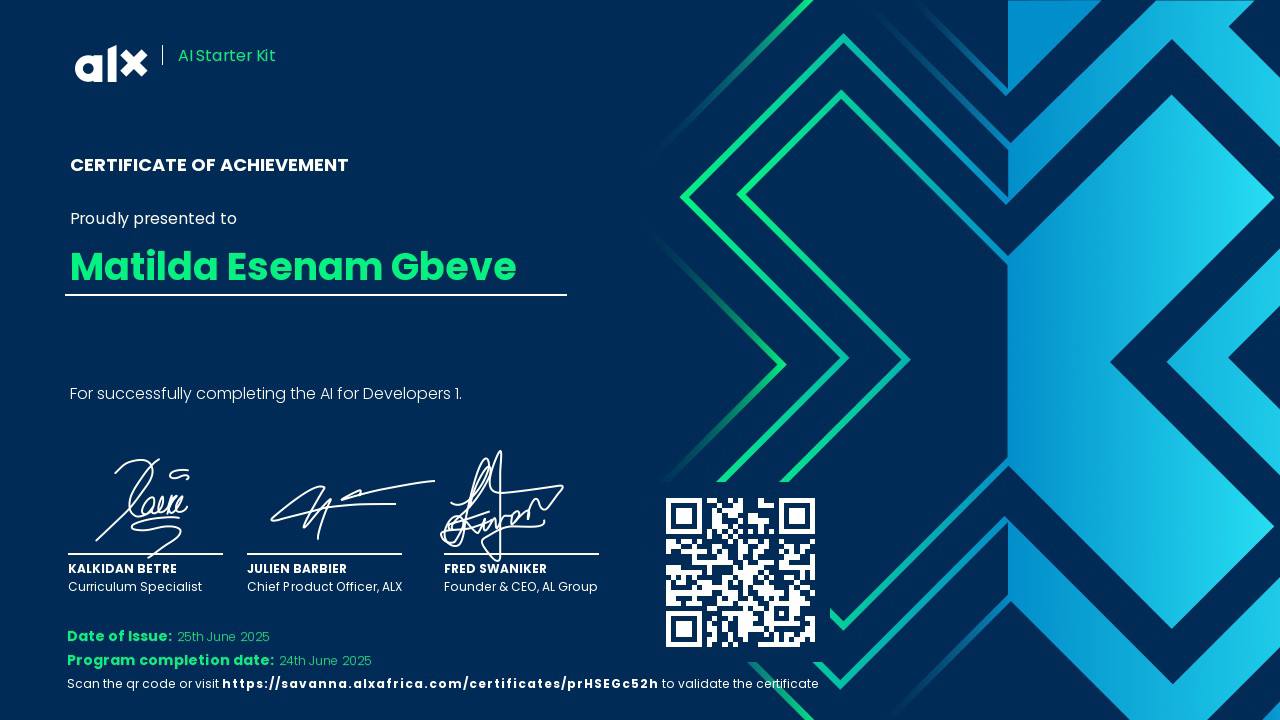 alx | AI Starter Kit
CERTIFICATE OF ACHIEVEMENT
Proudly presented to
Matilda Esenam Gbeve
For successfully completing the AI for Developers 1.
KALKIDAN BETRE
Curriculum Specialist
JULIEN BARBIER
Chief Product Officer, ALX
FRED SWANIKER
Founder & CEO, AL Group
Date of Issue: 25th June 2025
Program completion date: 24th June 2025
Scan the qr code or visit https://savanna.alxafrica.com/certificates/prHSEGc52h to validate the certificate